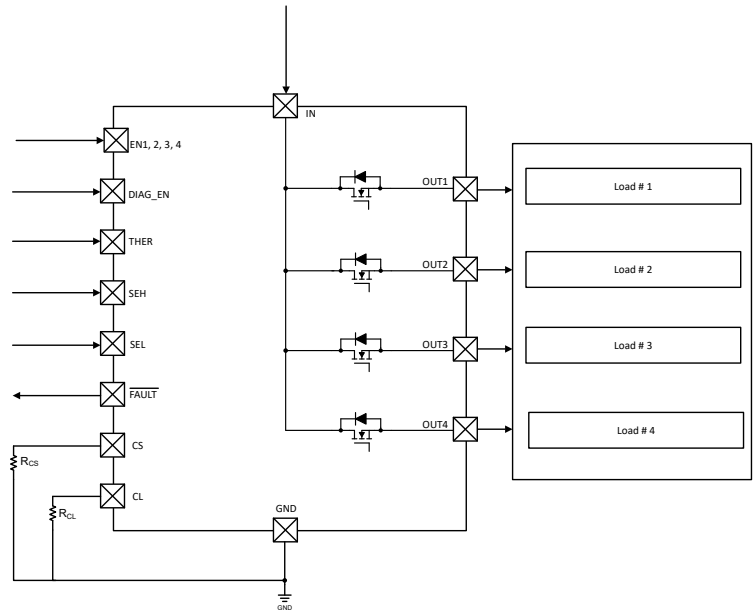 IN
EN1, 2, 3, 4
DIAG_EN
THER
SEH
SEL
FAULT
CS
CL
RCS
RCL
GND
GND
OUT1
OUT2
OUT3
OUT4
Load # 1
Load # 2
Load # 3
Load # 4